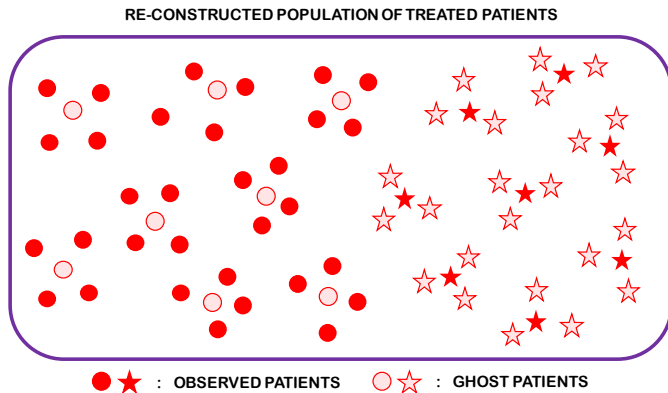 RE-CONSTRUCTED POPULATION OF TREATED PATIENTS
: OBSERVED PATIENTS : GHOST PATIENTS